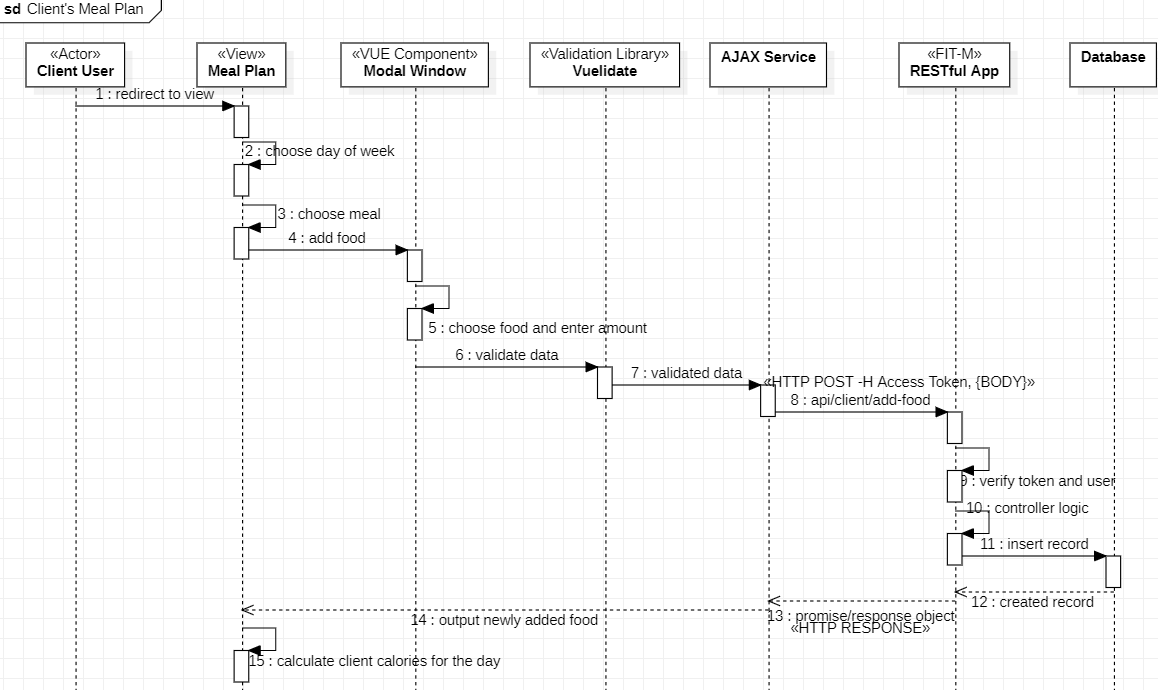 sd Client's Meal Plan
«Actor»
Client User
«View»
Meal Plan
«VUE Component»
Modal Window
«Validation Library»
Vuelidate
AJAX Service
«FIT-M»
RESTful App
Database
1 : redirect to view
2 : choose day of week
3 : choose meal
4 : add food
5 : choose food and enter amount
6 : validate data
7 : validated data
«HTTP POST -H Access Token, {BODY}»
8 : api/client/add-food
9 : verify token and user
10 : controller logic
11 : insert record
12 : created record
13 : promise/response object
«HTTP RESPONSE»
14 : output newly added food
15 : calculate client calories for the day